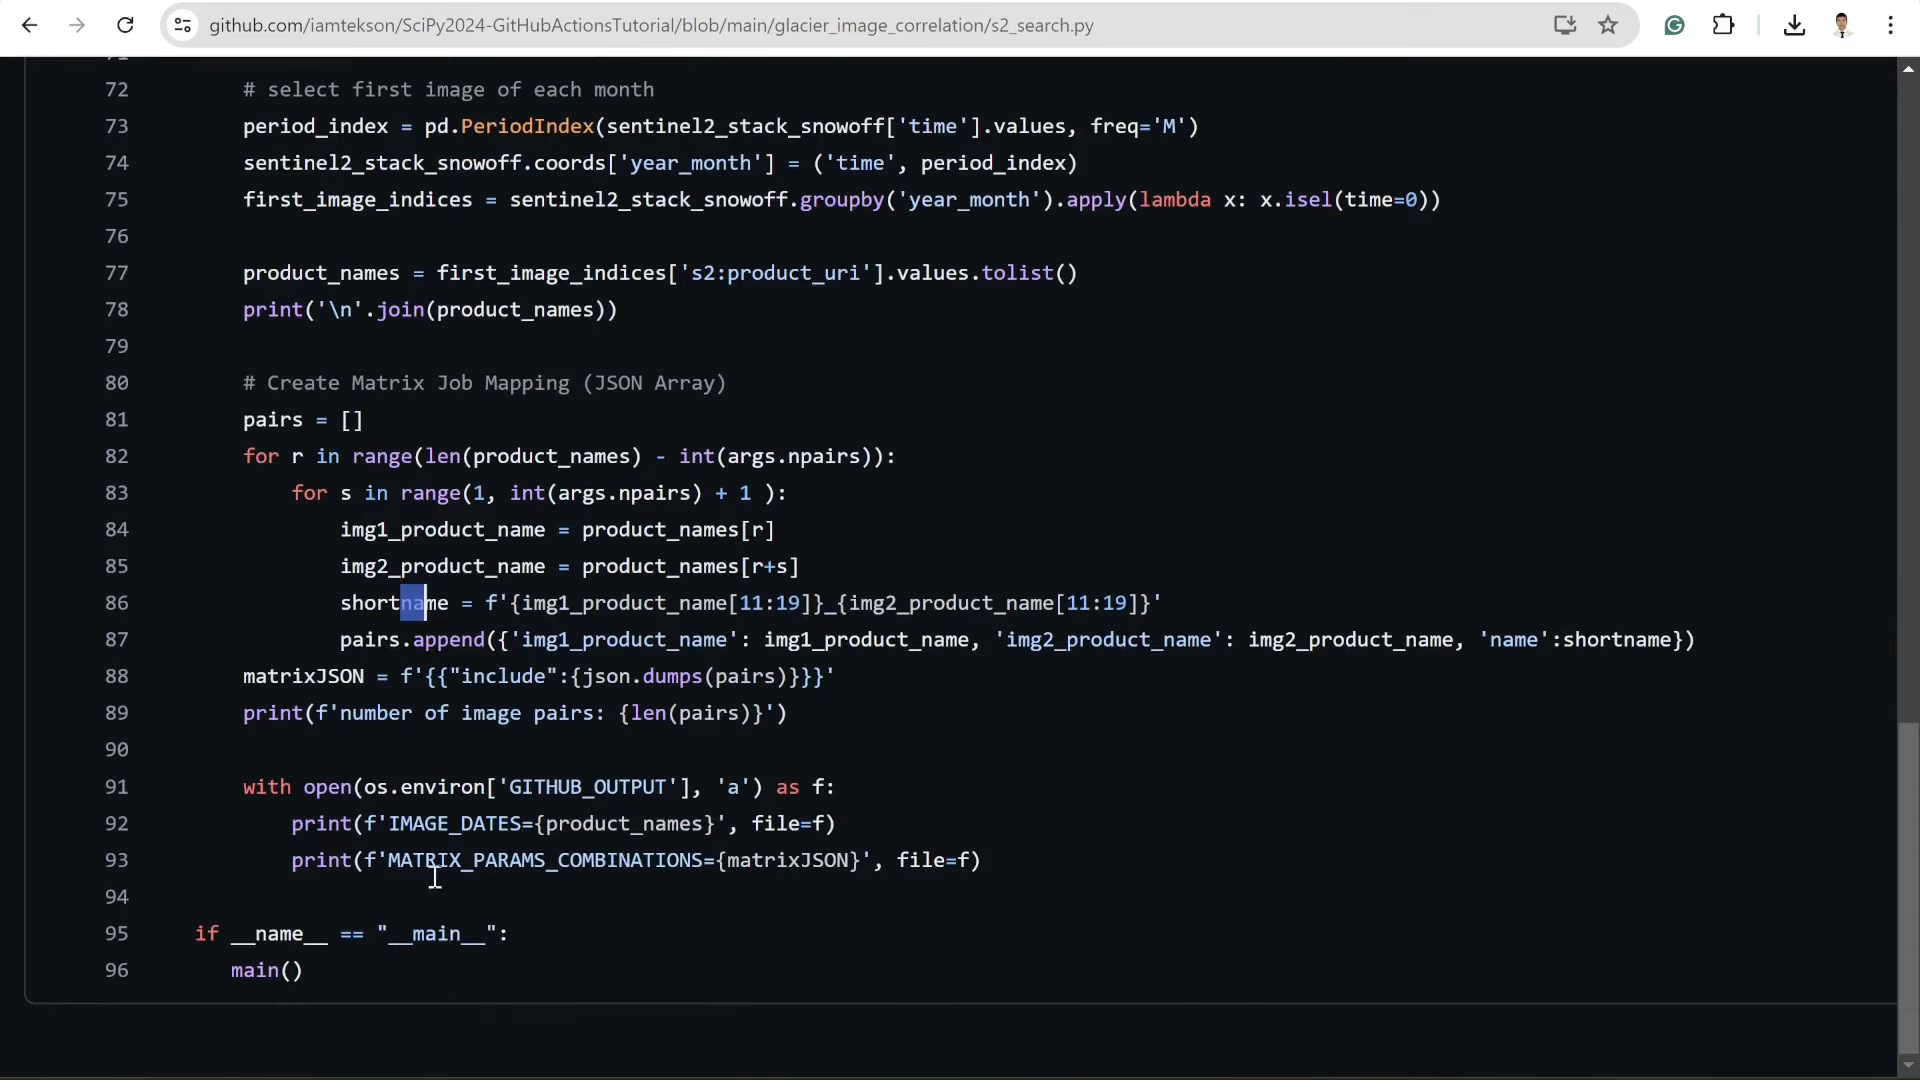 github.com/iamtekson/SciPy2024-GitHubActionsTutorial/blob/main/glacier_image_correlation/s2_search.py
71
72 # select first image of each month
73 period_index = pd.PeriodIndex(sentinel2_stack_snowoff['time'].values, freq='M')
74 sentinel2_stack_snowoff.coords['year_month'] = ('time', period_index)
75 first_image_indices = sentinel2_stack_snowoff.groupby('year_month').apply(lambda x: x.isel(time=0))
76
77 product_names = first_image_indices['s2:product_uri'].values.tolist()
78 print('\n'.join(product_names))
79
80 # Create Matrix Job Mapping (JSON Array)
81 pairs = []
82 for r in range(len(product_names) - int(args.npairs)):
83 for s in range(1, int(args.npairs) + 1 ):
84 img1_product_name = product_names[r]
85 img2_product_name = product_names[r+s]
86 shortname = f'{img1_product_name[11:19]}_{img2_product_name[11:19]}'
87 pairs.append({'img1_product_name': img1_product_name, 'img2_product_name': img2_product_name, 'name':shortname})
88 matrixJSON = f'{{"include":{json.dumps(pairs)}}}'
89 print(f'number of image pairs: {len(pairs)}')
90
91 with open(os.environ['GITHUB_OUTPUT'], 'a') as f:
92 print(f'IMAGE_DATES={product_names}', file=f)
93 print(f'MATRIX_PARAMS_COMBINATIONS={matrixJSON}', file=f)
94
95 if __name__ == "__main__":
96 main()